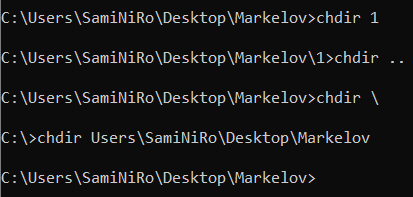 C:\Users\SamiNiRo\Desktop\Markelov>chdir 1
C:\Users\SamiNiRo\Desktop\Markelov\1>chdir ..
C:\Users\SamiNiRo\Desktop\Markelov>chdir \
C:\>chdir Users\SamiNiRo\Desktop\Markelov
C:\Users\SamiNiRo\Desktop\Markelov>